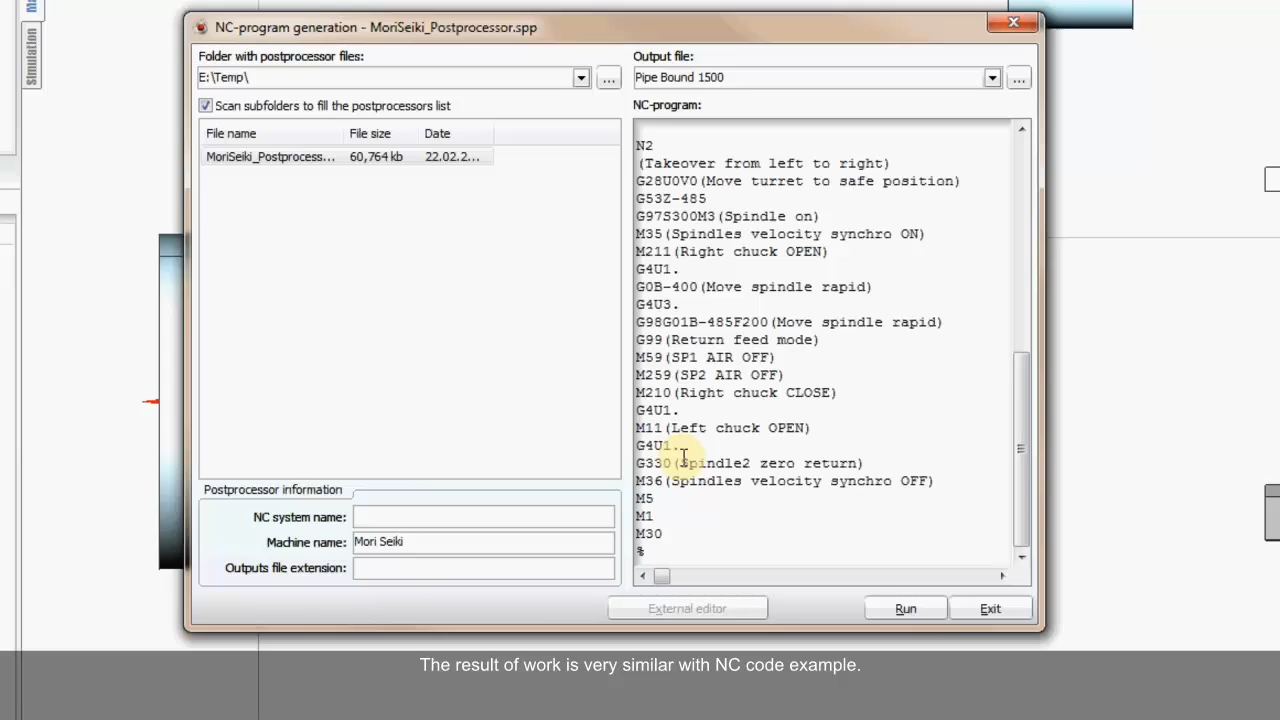 Ma
Simulation
NC-program generation - MoriSeiki_Postprocessor.spp
Folder with postprocessor files:
E:\Temp\
...
Scan subfolders to fill the postprocessors list
File name File size Date
MoriSeiki_Postprocess... 60,764 kb 22.02.2...
Postprocessor information
NC system name:
Machine name: Mori Seiki
Outputs file extension:
Output file:
Pipe Bound 1500
...
NC-program:
N2
(Takeover from left to right)
G28U0V0(Move turret to safe position)
G53Z-485
G97S300M3(Spindle on)
M35(Spindles velocity synchro ON)
M211(Right chuck OPEN)
G4U1.
G0B-400(Move spindle rapid)
G4U3.
G98G01B-485F200(Move spindle rapid)
G99(Return feed mode)
M59(SP1 AIR OFF)
M259(SP2 AIR OFF)
M210(Right chuck CLOSE)
G4U1.
M11(Left chuck OPEN)
G4U1.
G330(Spindle2 zero return)
M36(Spindles velocity synchro OFF)
M5
M1
M30
%
External editor Run Exit
The result of work is very similar with NC code example.